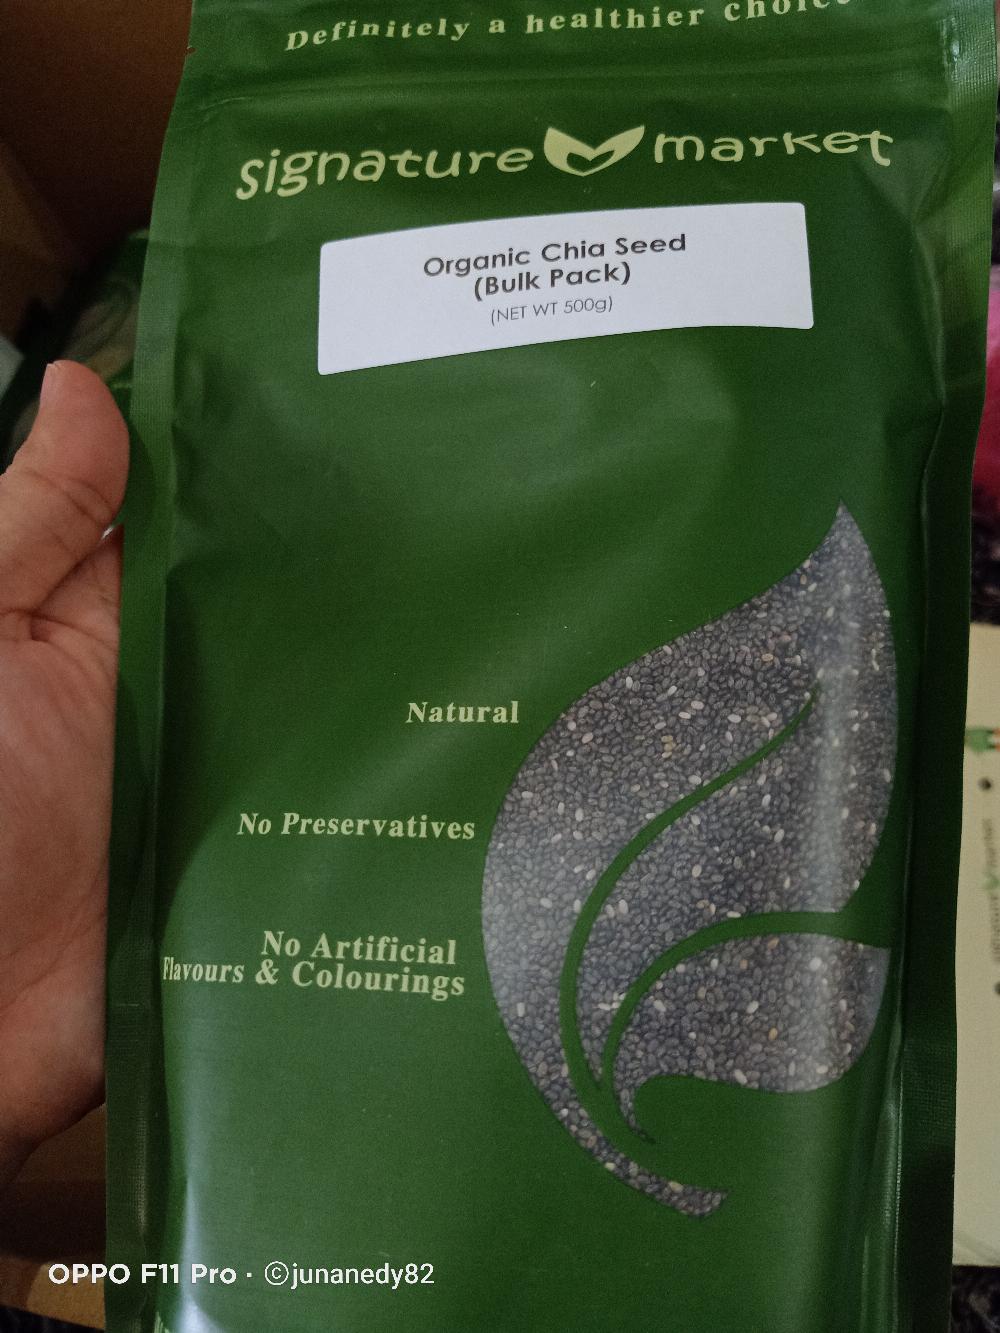 Definitely a healthier choice
signature market
Organic Chia Seed
(Bulk Pack)
(NET WT 500g)
Natural
No Preservatives
No Artificial
Flavours & Colourings
OPPO F11 Pro · ©junanedy82